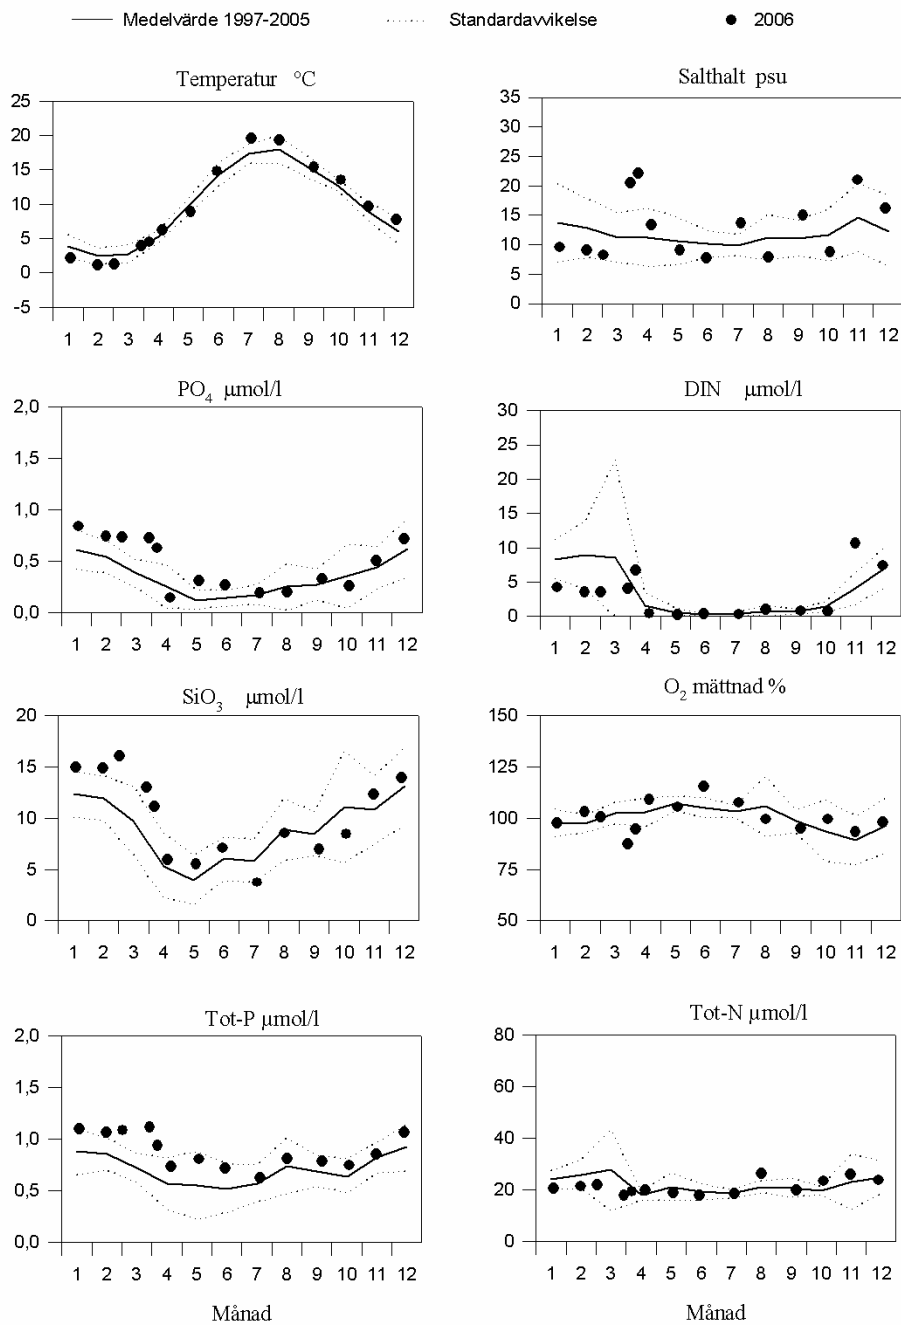 Medelvärde 1997-2005 Standardavvikelse 2006
Temperatur °C
25
20
15
10
5
0
-5
1 2 3 4 5 6 7 8 9 10 11 12
Salthalt psu
35
30
25
20
15
10
5
0
1 2 3 4 5 6 7 8 9 10 11 12
PO4 µmol/l
2,0
1,5
1,0
0,5
0,0
1 2 3 4 5 6 7 8 9 10 11 12
DIN µmol/l
30
25
20
15
10
5
0
1 2 3 4 5 6 7 8 9 10 11 12
SiO3 µmol/l
20
15
10
5
0
1 2 3 4 5 6 7 8 9 10 11 12
O2 mättnad %
150
125
100
75
50
1 2 3 4 5 6 7 8 9 10 11 12
Tot-P µmol/l
2,0
1,5
1,0
0,5
0,0
1 2 3 4 5 6 7 8 9 10 11 12
Månad
Tot-N µmol/l
80
60
40
20
0
1 2 3 4 5 6 7 8 9 10 11 12
Månad